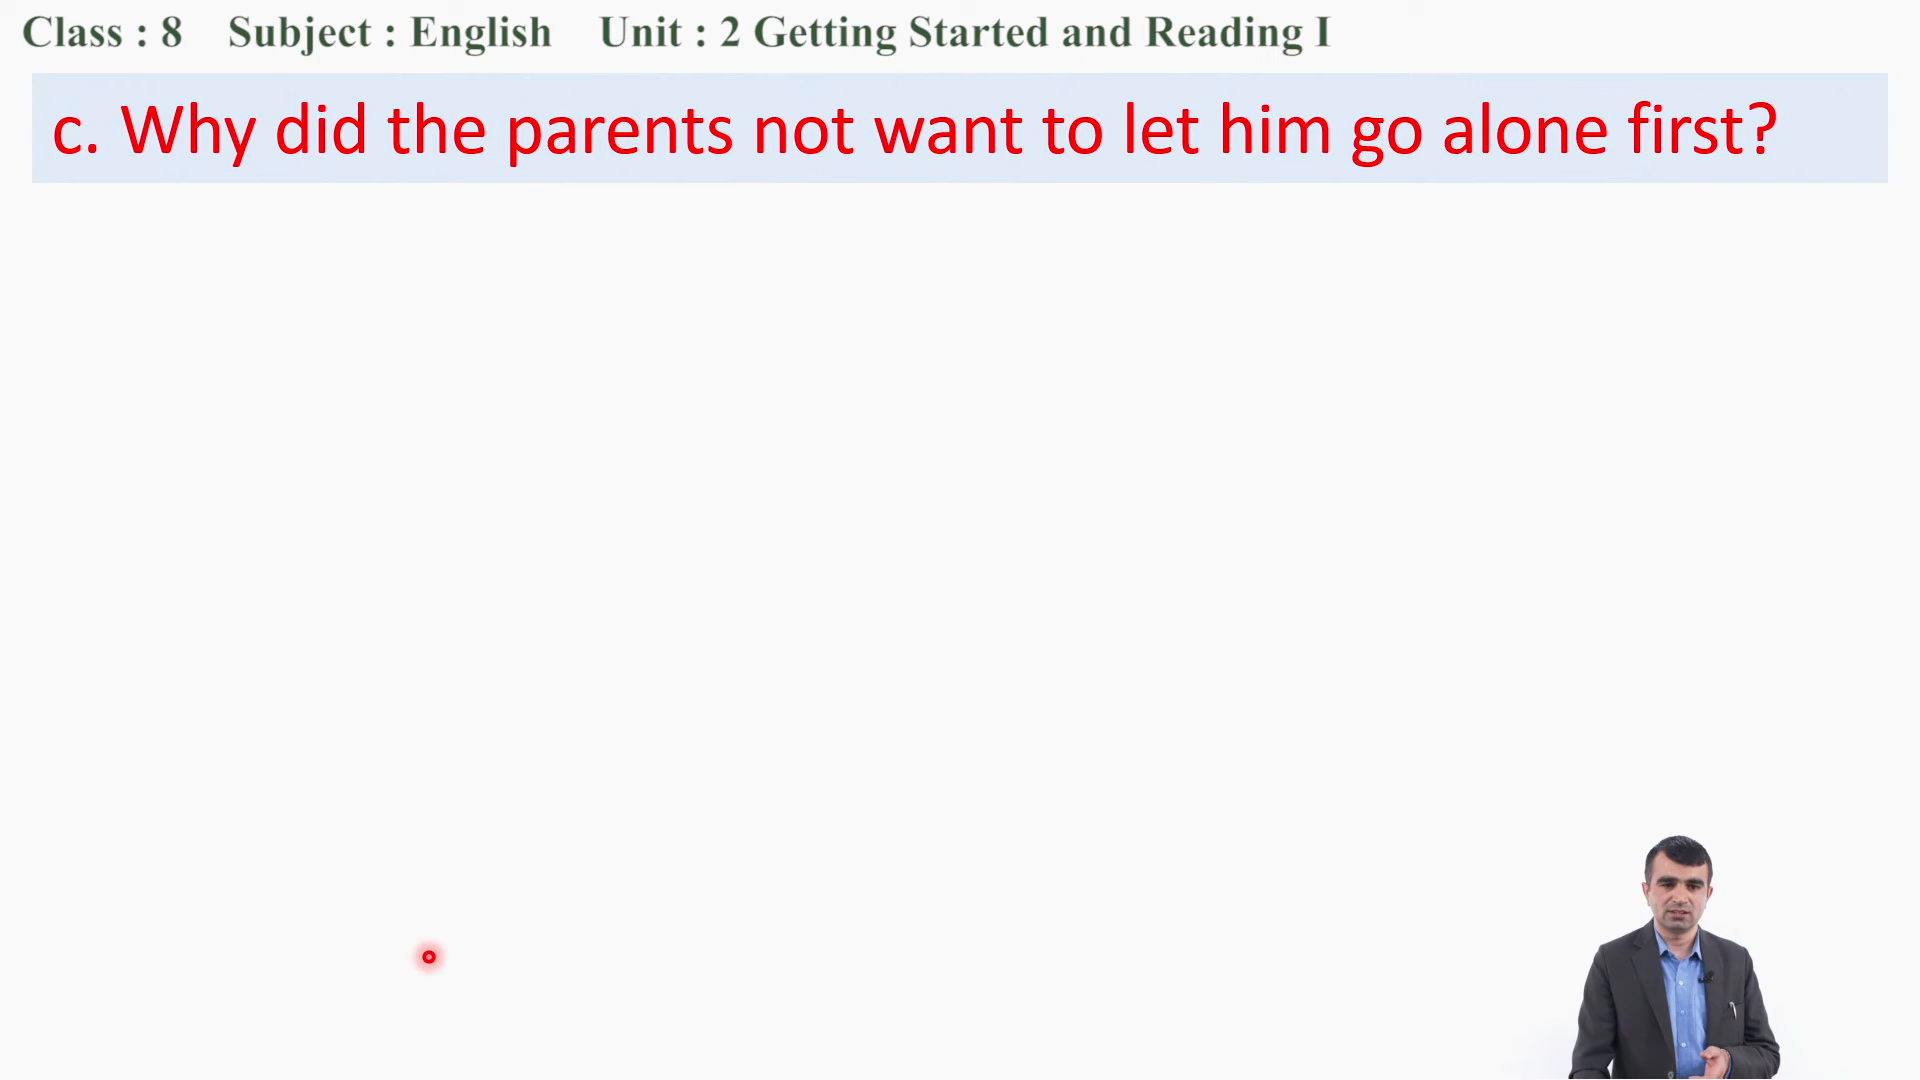 Class : 8 Subject : English Unit : 2 Getting Started and Reading I
c. Why did the parents not want to let him go alone first?